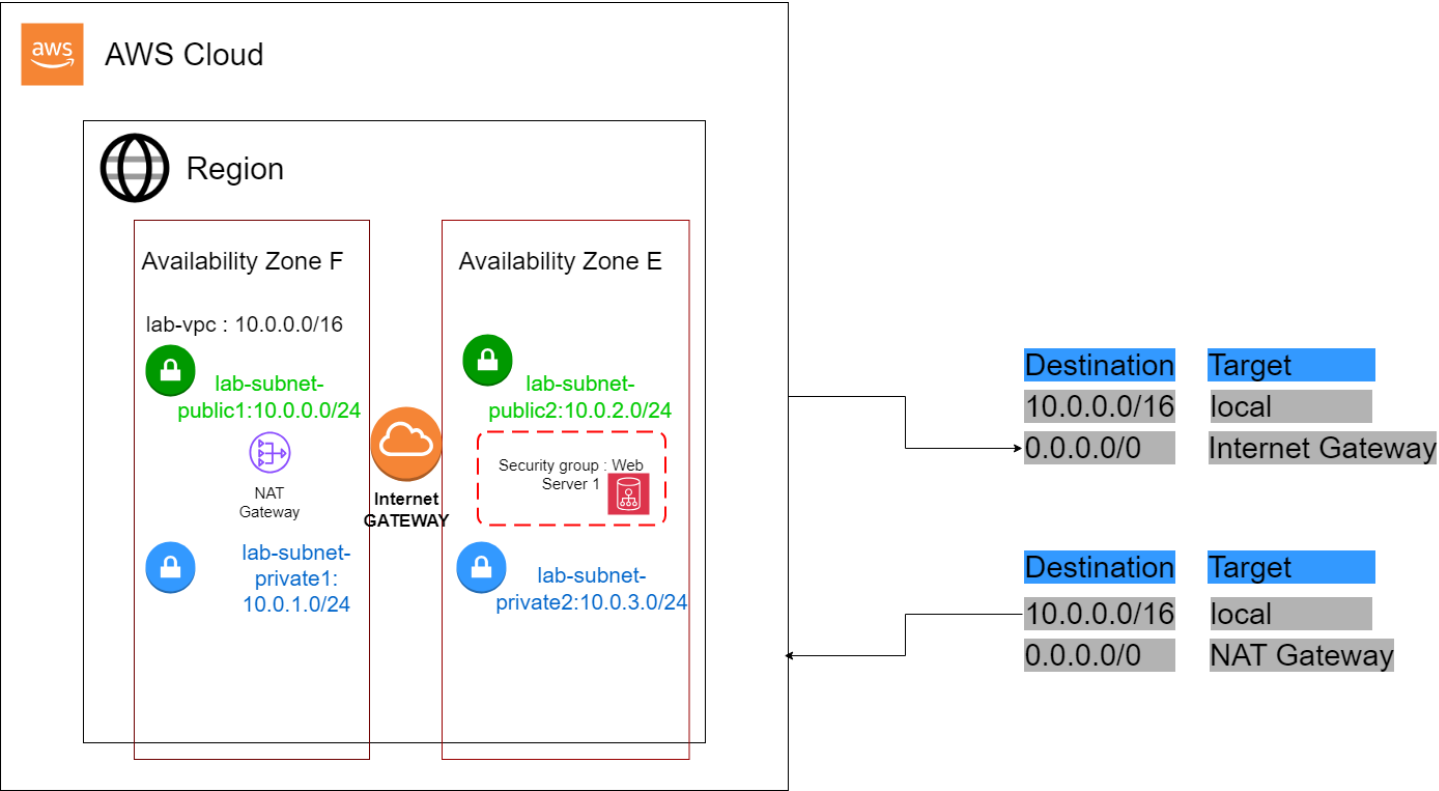 aws
AWS Cloud
Region
Availability Zone F
lab-vpc : 10.0.0.0/16
lab-subnet-
public1:10.0.0.0/24
NAT
Gateway
lab-subnet-
private1:
10.0.1.0/24
Internet
GATEWAY
Availability Zone E
lab-subnet-
public2:10.0.2.0/24
Security group : Web
Server 1
lab-subnet-
private2:10.0.3.0/24
Destination Target
10.0.0.0/16 local
0.0.0.0/0 Internet Gateway
Destination Target
10.0.0.0/16 local
0.0.0.0/0 NAT Gateway